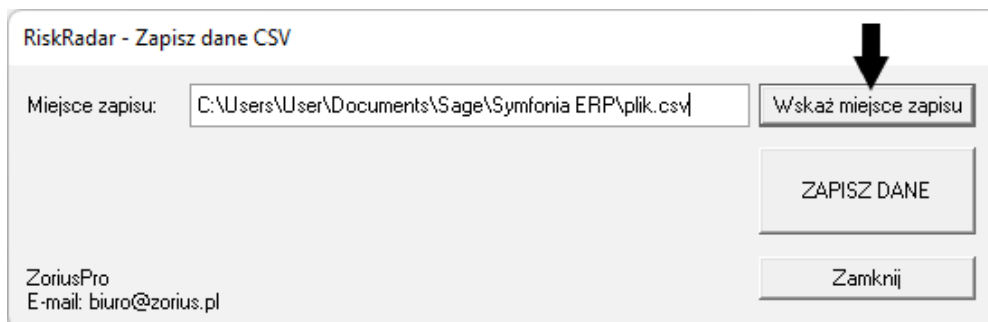 RiskRadar - Zapisz dane CSV
Miejsce zapisu: C:\Users\User\Documents\Sage\Symfonia ERP\plik.csv Wskaż miejsce zapisu
ZAPISZ DANE
ZoriusPro Zamknij
E-mail: biuro@zorius.pl